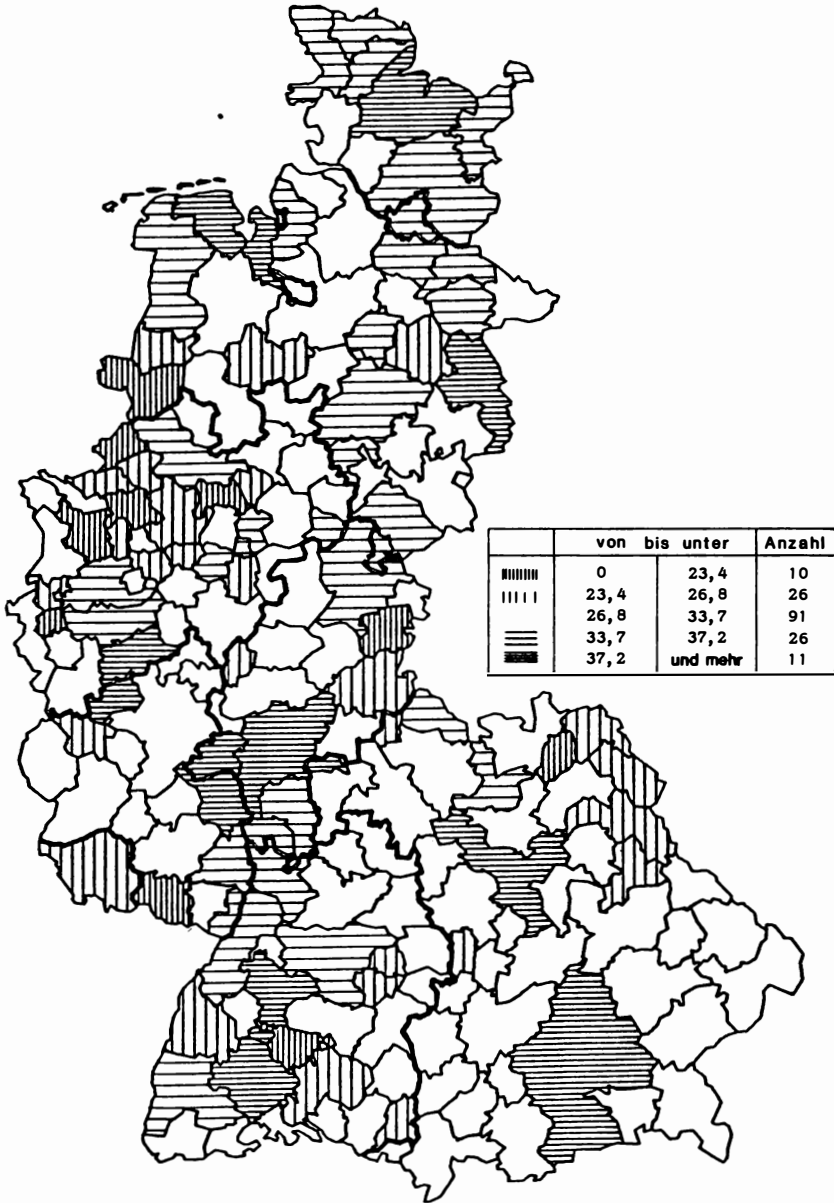 von bis unter Anzahl
0 23,4 10
23,4 26,8 26
26,8 33,7 91
33,7 37,2 26
37,2 und mehr 11